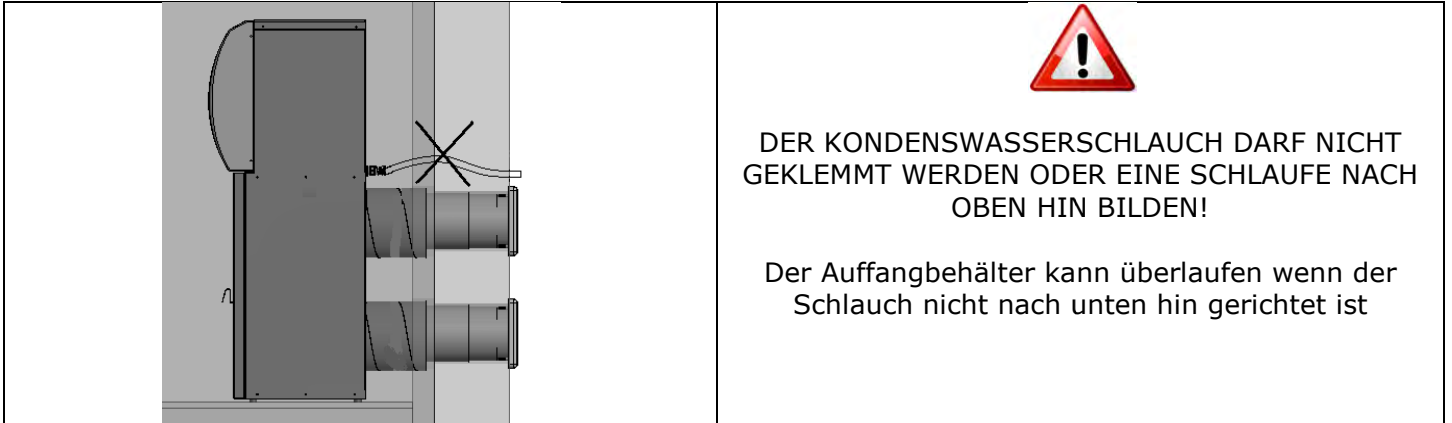 DER KONDENSWASSERSCHLAUCH DARF NICHT
GEKLEMMT WERDEN ODER EINE SCHLAUFE NACH
OBEN HIN BILDEN!
Der Auffangbehälter kann überlaufen wenn der
Schlauch nicht nach unten hin gerichtet ist